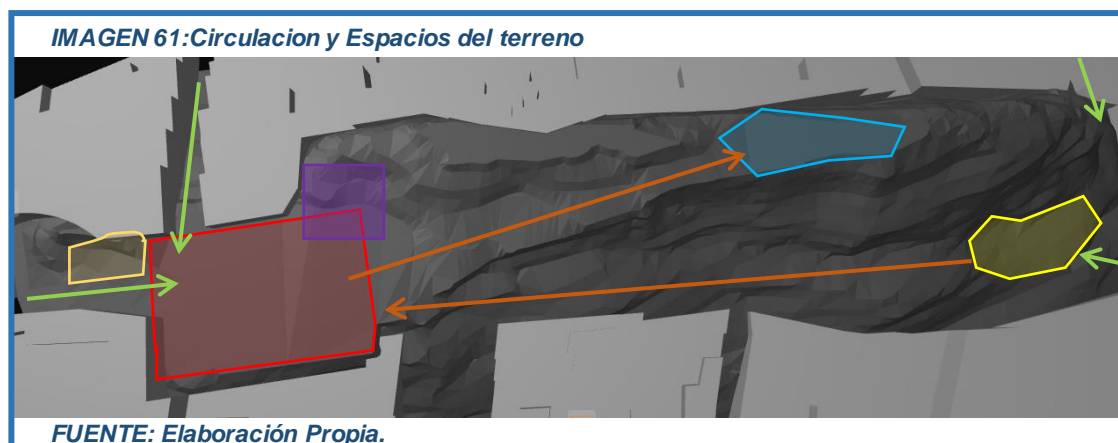 IMAGEN 61:Circulacion y Espacios del terreno
FUENTE: Elaboración Propia.